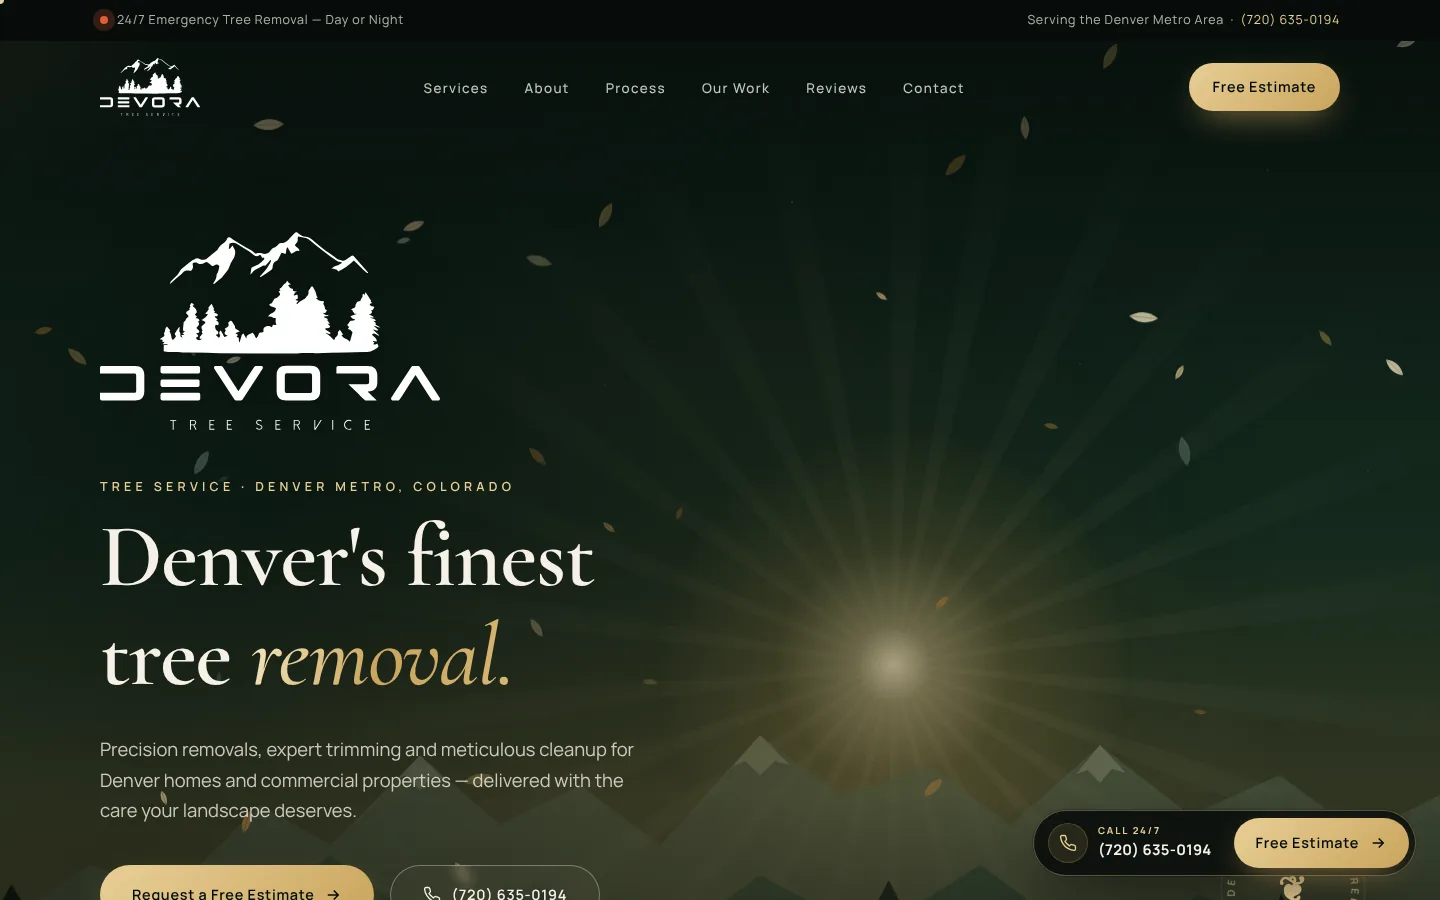 24/7 Emergency Tree Removal — Day or Night
Serving the Denver Metro Area · (720) 635-0194
DEVORA
TREE SERVICE
Services
About
Process
Our Work
Reviews
Contact
Free Estimate
DEVORA
TREE SERVICE
TREE SERVICE · DENVER METRO, COLORADO
Denver's finest
tree removal.
Precision removals, expert trimming and meticulous cleanup for
Denver homes and commercial properties — delivered with the
care your landscape deserves.
Request a Free Estimate →
(720) 635-0194
CALL 24/7
(720) 635-0194
Free Estimate →